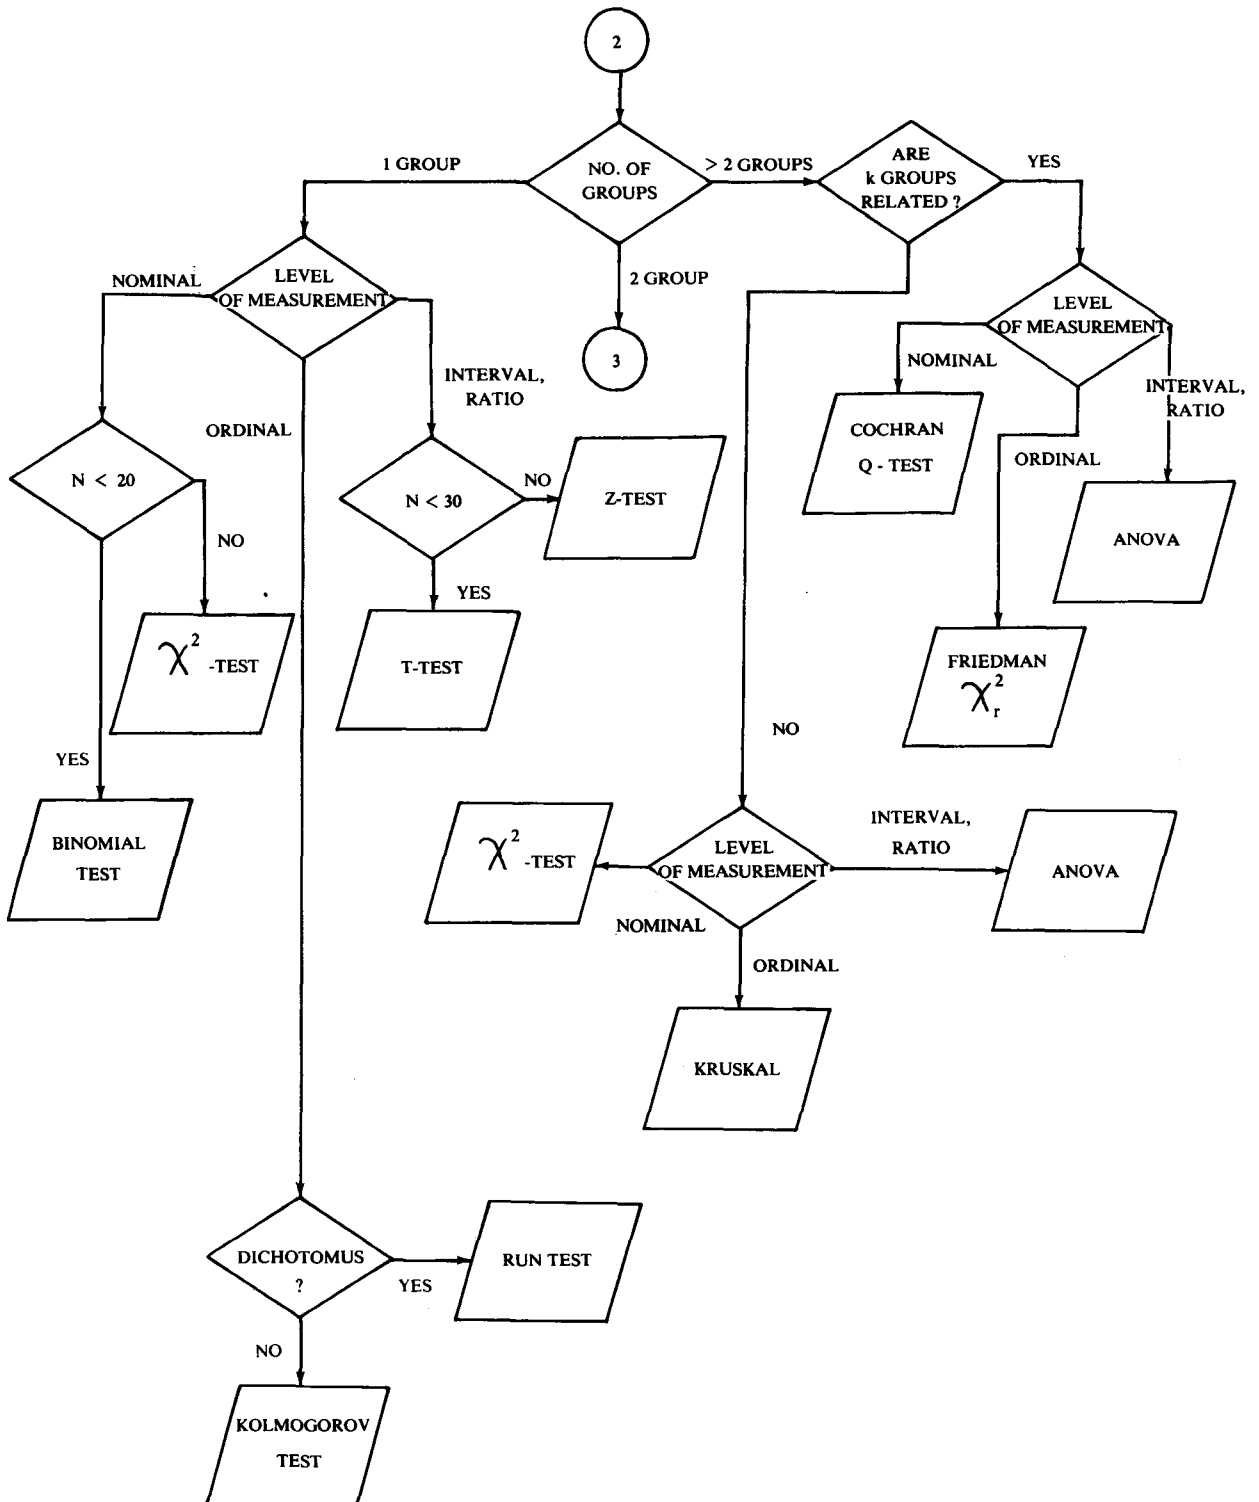 2
NO. OF
GROUPS
1 GROUP
> 2 GROUPS
2 GROUP
3
ARE
k GROUPS
RELATED ?
YES
LEVEL
OF MEASUREMENT
NOMINAL
INTERVAL,
RATIO
ORDINAL
N < 20
NO
χ² -TEST
YES
BINOMIAL
TEST
N < 30
NO
Z-TEST
YES
T-TEST
LEVEL
OF MEASUREMENT
NOMINAL
COCHRAN
Q - TEST
ORDINAL
FRIEDMAN
χ²r
INTERVAL,
RATIO
ANOVA
NO
LEVEL
OF MEASUREMENT
NOMINAL
χ² -TEST
ORDINAL
KRUSKAL
INTERVAL,
RATIO
ANOVA
DICHOTOMUS
?
YES
RUN TEST
NO
KOLMOGOROV
TEST